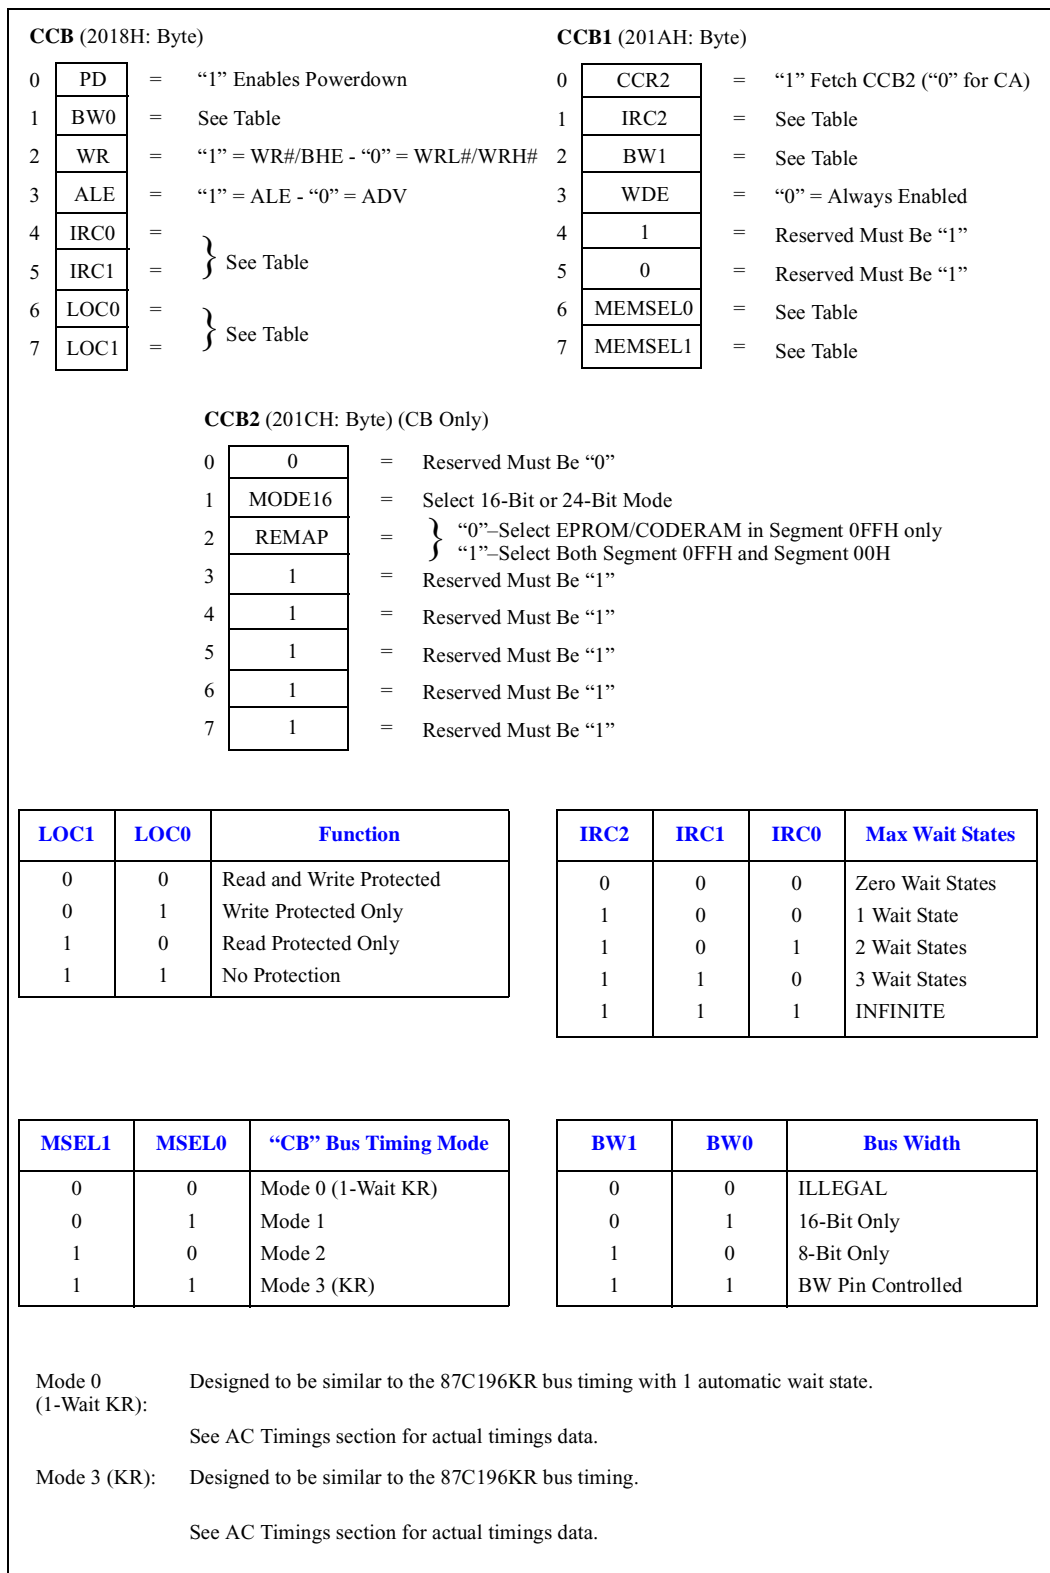 CCB (2018H: Byte)
0 PD = “1” Enables Powerdown
1 BW0 = See Table
2 WR = “1” = WR#/BHE - “0” = WRL#/WRH#
3 ALE = “1” = ALE - “0” = ADV
4 IRC0 =
5 IRC1 = } See Table
6 LOC0 =
7 LOC1 = } See Table
CCB1 (201AH: Byte)
0 CCR2 = “1” Fetch CCB2 (“0” for CA)
1 IRC2 = See Table
2 BW1 = See Table
3 WDE = “0” = Always Enabled
4 1 = Reserved Must Be “1”
5 0 = Reserved Must Be “1”
6 MEMSEL0 = See Table
7 MEMSEL1 = See Table
CCB2 (201CH: Byte) (CB Only)
0 0 = Reserved Must Be “0”
1 MODE16 = Select 16-Bit or 24-Bit Mode
2 REMAP = } “0”–Select EPROM/CODERAM in Segment 0FFH only
“1”–Select Both Segment 0FFH and Segment 00H
3 1 = Reserved Must Be “1”
4 1 = Reserved Must Be “1”
5 1 = Reserved Must Be “1”
6 1 = Reserved Must Be “1”
7 1 = Reserved Must Be “1”
LOC1 LOC0 Function
0 0 Read and Write Protected
0 1 Write Protected Only
1 0 Read Protected Only
1 1 No Protection
IRC2 IRC1 IRC0 Max Wait States
0 0 0 Zero Wait States
1 0 0 1 Wait State
1 0 1 2 Wait States
1 1 0 3 Wait States
1 1 1 INFINITE
MSEL1 MSEL0 “CB” Bus Timing Mode
0 0 Mode 0 (1-Wait KR)
0 1 Mode 1
1 0 Mode 2
1 1 Mode 3 (KR)
BW1 BW0 Bus Width
0 0 ILLEGAL
0 1 16-Bit Only
1 0 8-Bit Only
1 1 BW Pin Controlled
Mode 0 Designed to be similar to the 87C196KR bus timing with 1 automatic wait state.
(1-Wait KR):
See AC Timings section for actual timings data.
Mode 3 (KR): Designed to be similar to the 87C196KR bus timing.
See AC Timings section for actual timings data.